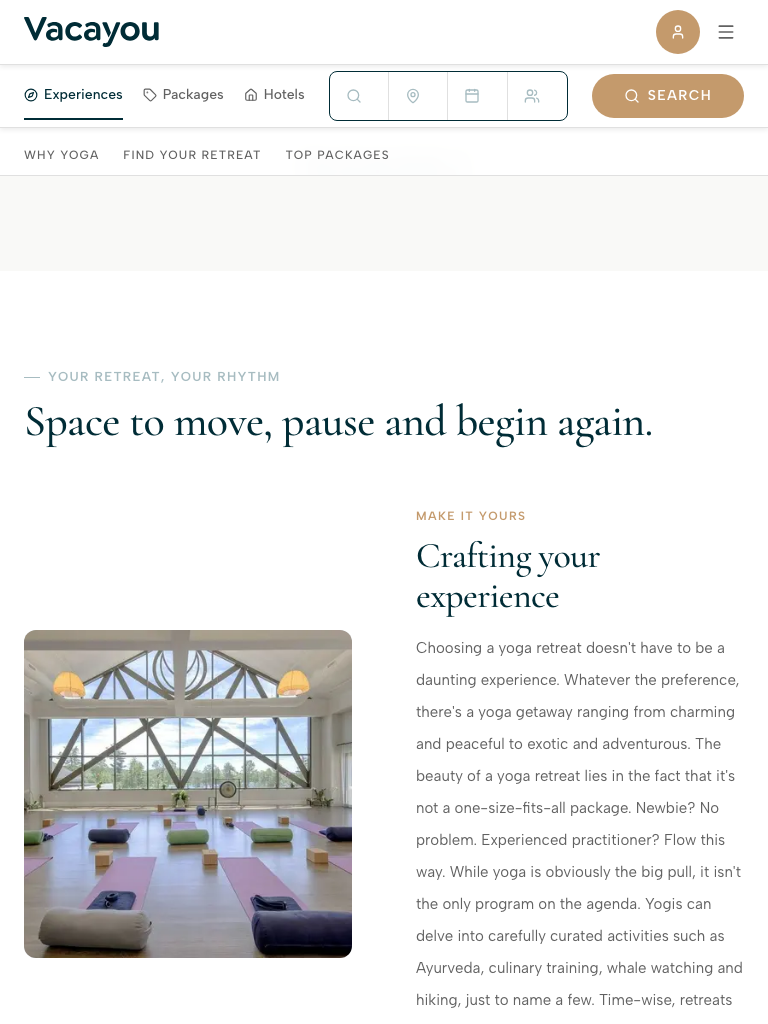 Vacayou
Experiences
Packages
Hotels
SEARCH
WHY YOGA
FIND YOUR RETREAT
TOP PACKAGES
YOUR RETREAT, YOUR RHYTHM
Space to move, pause and begin again.
MAKE IT YOURS
Crafting your
experience
Choosing a yoga retreat doesn't have to be a
daunting experience. Whatever the preference,
there's a yoga getaway ranging from charming
and peaceful to exotic and adventurous. The
beauty of a yoga retreat lies in the fact that it's
not a one-size-fits-all package. Newbie? No
problem. Experienced practitioner? Flow this
way. While yoga is obviously the big pull, it isn't
the only program on the agenda. Yogis can
delve into carefully curated activities such as
Ayurveda, culinary training, whale watching and
hiking, just to name a few. Time-wise, retreats